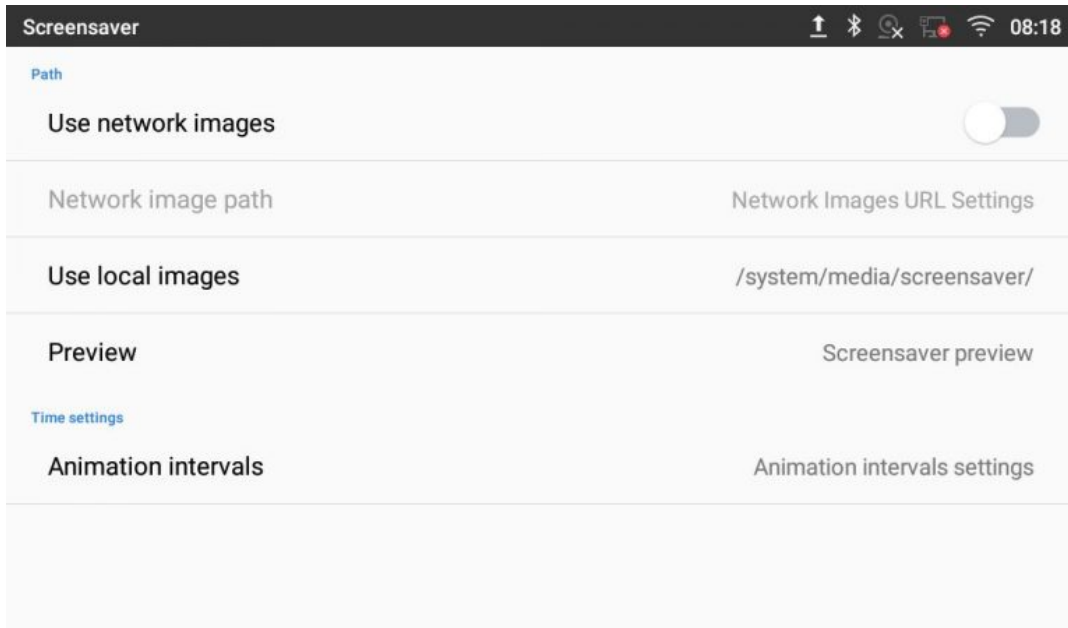 Screensaver 08:18
Path
Use network images
Network image path Network Images URL Settings
Use local images /system/media/screensaver/
Preview Screensaver preview
Time settings
Animation intervals Animation intervals settings